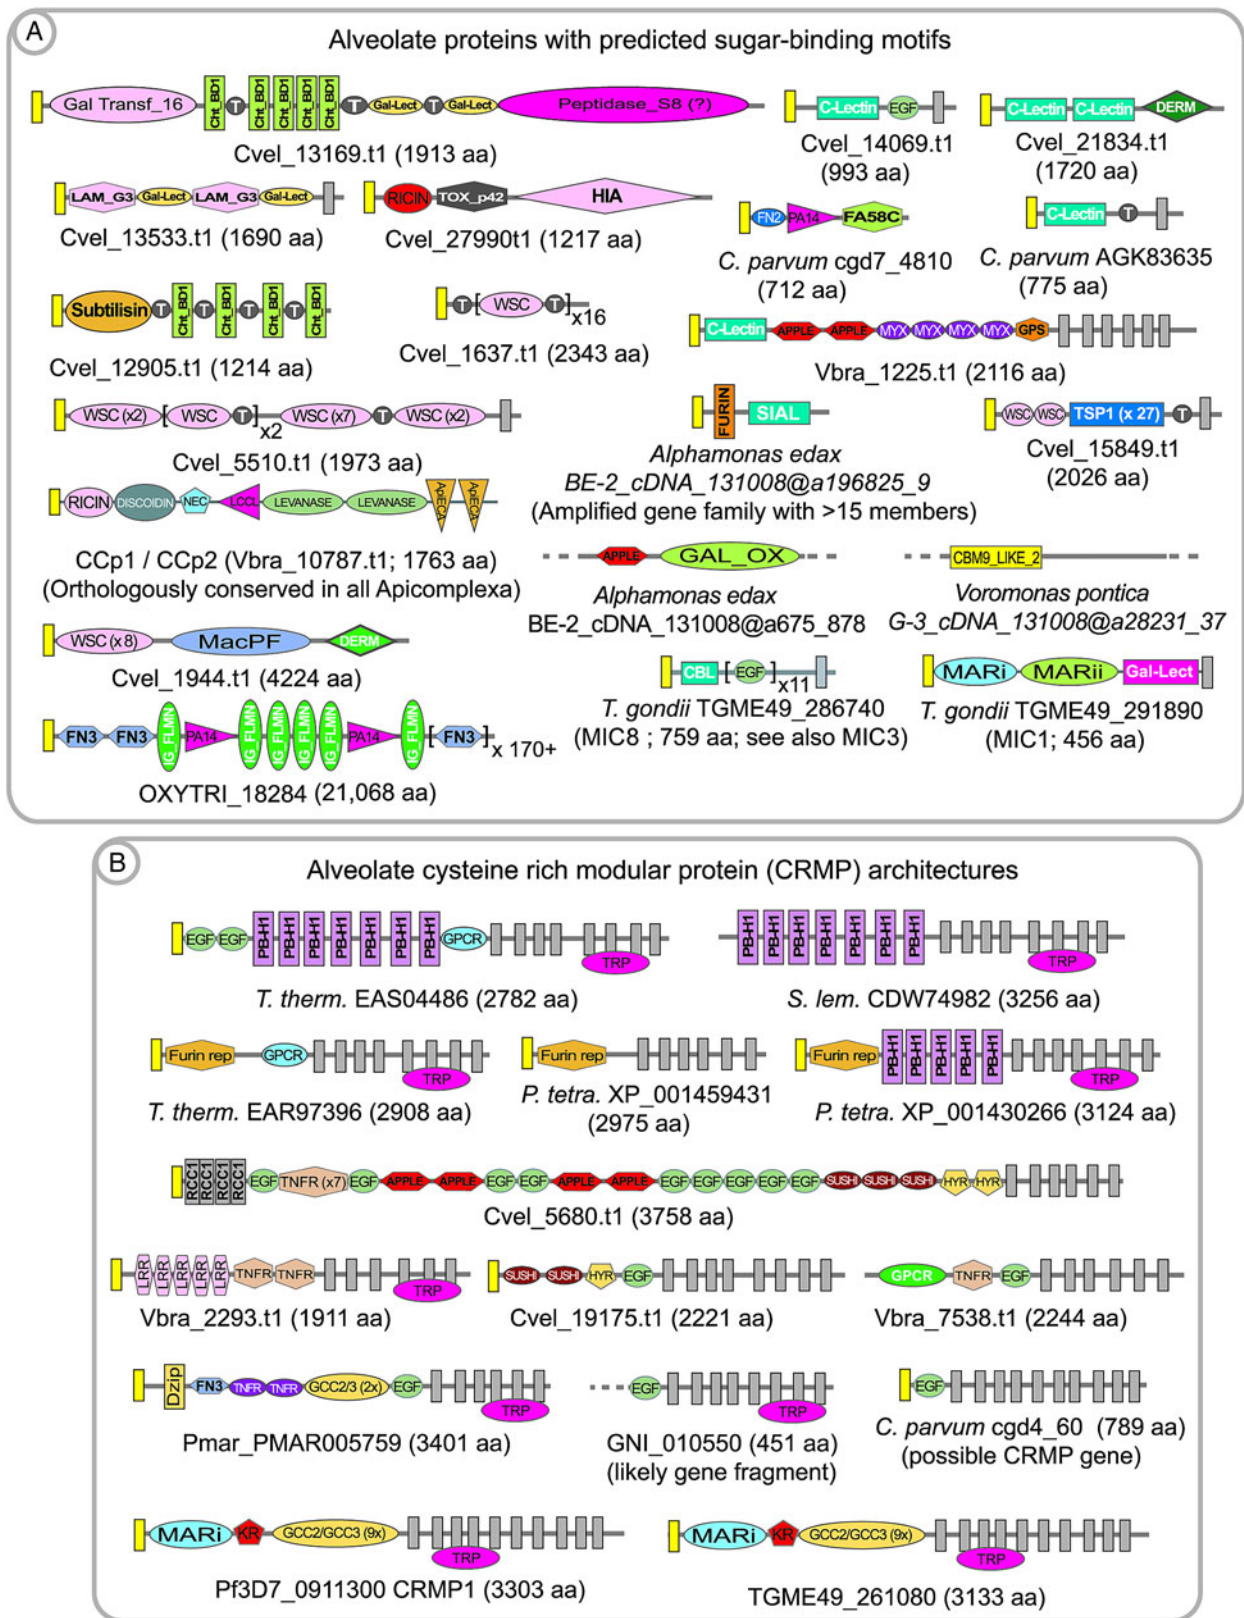 A
Alveolate proteins with predicted sugar-binding motifs
Gal Transf_16 Cht_BD1 T Cht_BD1 Cht_BD1 Cht_BD1 Cht_BD1 T Gal-Lect T Gal-Lect Peptidase_S8 (?)
Cvel_13169.t1 (1913 aa)
C-Lectin EGF
Cvel_14069.t1
(993 aa)
C-Lectin C-Lectin DERM
Cvel_21834.t1
(1720 aa)
LAM_G3 Gal-Lect LAM_G3 Gal-Lect
Cvel_13533.t1 (1690 aa)
RICIN TOX_p42 HIA
Cvel_27990t1 (1217 aa)
FN2 PA14 FA58C
C. parvum cgd7_4810
(712 aa)
C-Lectin T
C. parvum AGK83635
(775 aa)
Subtilisin T Cht_BD1 T Cht_BD1 T Cht_BD1 T Cht_BD1
Cvel_12905.t1 (1214 aa)
T [ WSC T ] x16
Cvel_1637.t1 (2343 aa)
C-Lectin APPLE APPLE MYX MYX MYX MYX GPS
Vbra_1225.t1 (2116 aa)
WSC (x2) [ WSC T ] x2 WSC (x7) T WSC (x2)
Cvel_5510.t1 (1973 aa)
FURIN SIAL
Alphamonas edax
BE-2_cDNA_131008@a196825_9
(Amplified gene family with >15 members)
WSC WSC TSP1 (x 27) T
Cvel_15849.t1
(2026 aa)
RICIN DISCOIDIN NEC LCCL LEVANASE LEVANASE ApiECA ApiECA
CCp1 / CCp2 (Vbra_10787.t1; 1763 aa)
(Orthologously conserved in all Apicomplexa)
APPLE GAL_OX
Alphamonas edax
BE-2_cDNA_131008@a675_878
CBM9_LIKE_2
Voromonas pontica
G-3_cDNA_131008@a28231_37
WSC (x 8) MacPF DERM
Cvel_1944.t1 (4224 aa)
CBL [ EGF ] x11
T. gondii TGME49_286740
(MIC8 ; 759 aa; see also MIC3)
MARi MARii Gal-Lect
T. gondii TGME49_291890
(MIC1; 456 aa)
FN3 FN3 IG_FLMN PA14 IG_FLMN IG_FLMN IG_FLMN IG_FLMN PA14 IG_FLMN [ FN3 ] x 170+
OXYTRI_18284 (21,068 aa)
B
Alveolate cysteine rich modular protein (CRMP) architectures
EGF EGF PB-H1 PB-H1 PB-H1 PB-H1 PB-H1 PB-H1 PB-H1 GPCR TRP
T. therm. EAS04486 (2782 aa)
PB-H1 PB-H1 PB-H1 PB-H1 PB-H1 PB-H1 PB-H1 TRP
S. lem. CDW74982 (3256 aa)
Furin rep GPCR TRP
T. therm. EAR97396 (2908 aa)
Furin rep
P. tetra. XP_001459431
(2975 aa)
Furin rep PB-H1 PB-H1 PB-H1 PB-H1 PB-H1 TRP
P. tetra. XP_001430266 (3124 aa)
RCC1 RCC1 RCC1 RCC1 EGF TNFR (x7) EGF APPLE APPLE EGF EGF APPLE APPLE EGF EGF EGF EGF EGF SUSHI SUSHI SUSHI HYR HYR
Cvel_5680.t1 (3758 aa)
LRR LRR LRR LRR LRR TNFR TNFR TRP
Vbra_2293.t1 (1911 aa)
SUSHI SUSHI HYR EGF
Cvel_19175.t1 (2221 aa)
GPCR TNFR EGF
Vbra_7538.t1 (2244 aa)
Dzip FN3 TNFR TNFR GCC2/3 (2x) EGF TRP
Pmar_PMAR005759 (3401 aa)
EGF TRP
GNI_010550 (451 aa)
(likely gene fragment)
EGF
C. parvum cgd4_60 (789 aa)
(possible CRMP gene)
MARi KR GCC2/GCC3 (9x) TRP
Pf3D7_0911300 CRMP1 (3303 aa)
MARi KR GCC2/GCC3 (9x) TRP
TGME49_261080 (3133 aa)